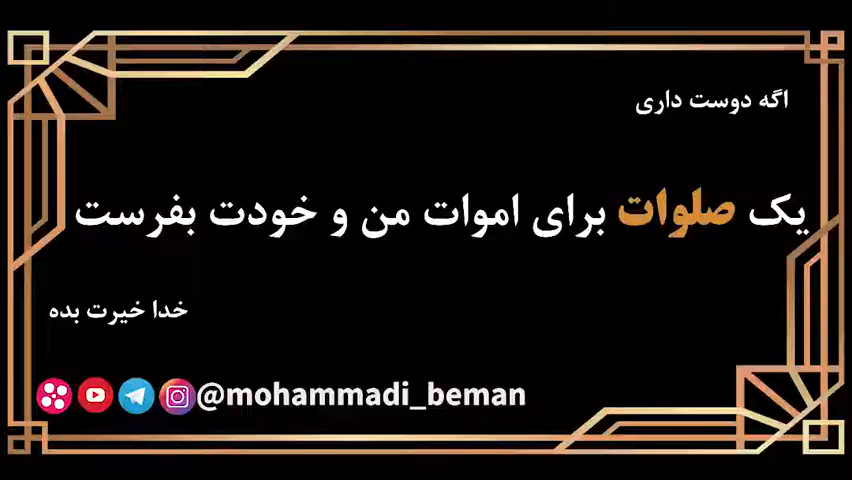 اگه دوست داری
یک صلوات برای اموات من و خودت بفرست
خدا خیرت بده
@mohammadi_beman